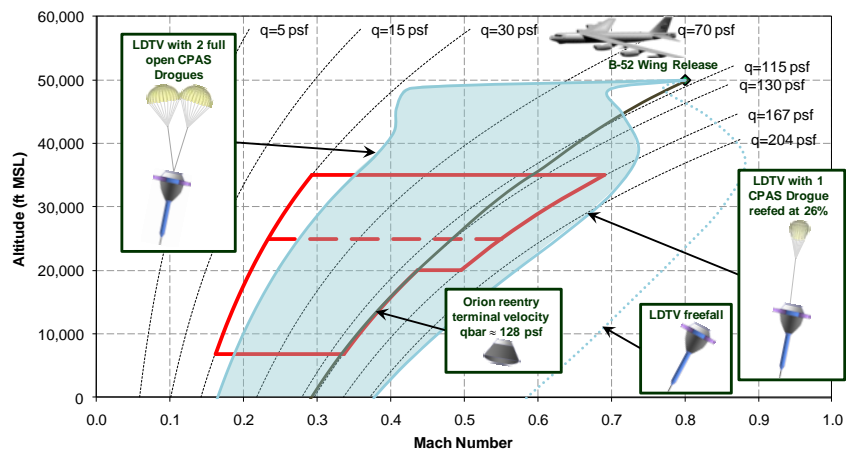 60,000
50,000
40,000
30,000
20,000
10,000
0
Altitude (ft MSL)
0.0
0.1
0.2
0.3
0.4
0.5
0.6
0.7
0.8
0.9
1.0
Mach Number
q=5 psf
q=15 psf
q=30 psf
q=70 psf
q=115 psf
q=130 psf
q=167 psf
q=204 psf
B-52 Wing Release
LDTV with 2 full
open CPAS
Drogues
LDTV with 1
CPAS Drogue
reefed at 26%
Orion reentry
terminal velocity
qbar ≈ 128 psf
LDTV freefall